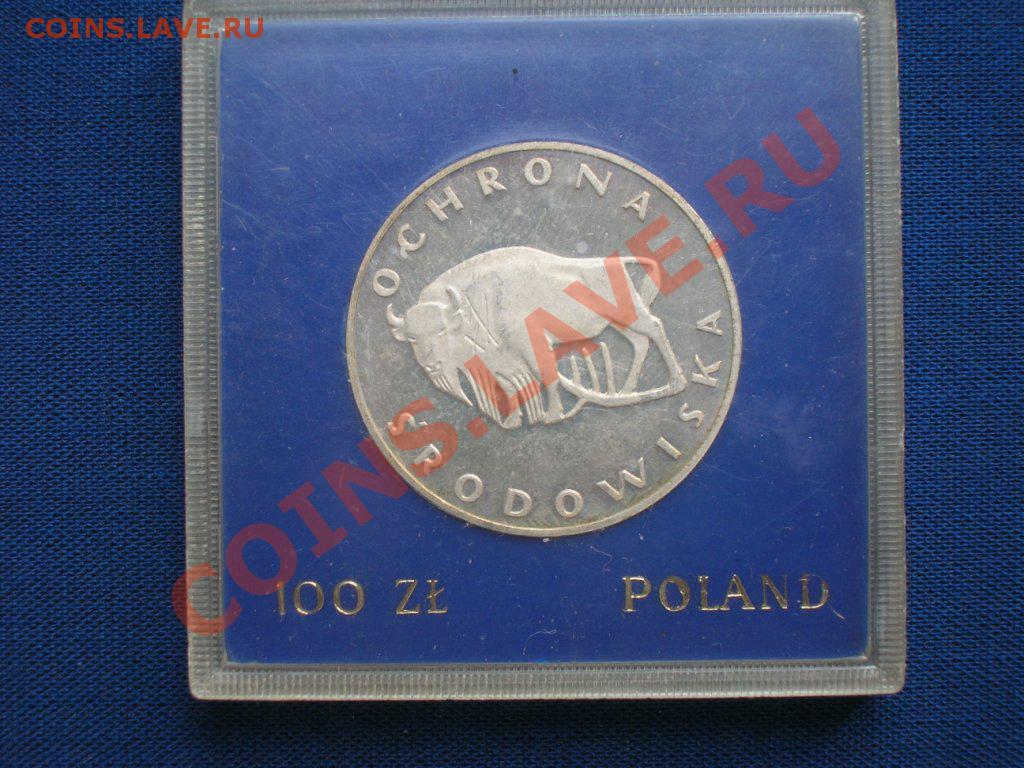 COINS.LAVE.RU
OCHRONA
ŚRODOWISKA
COINS.LAVE.RU
100 ZŁ POLAND